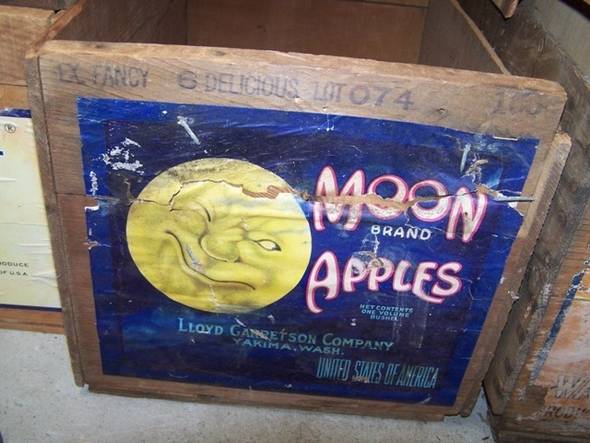 EX. FANCY 6 DELICIOUS LOT 074
MOON
BRAND
APPLES
NET CONTENTS
ONE VOLUME
BUSHEL
LLOYD GARRETSON COMPANY
YAKIMA, WASH.
UNITED STATES OF AMERICA
®
OF U.S.A.